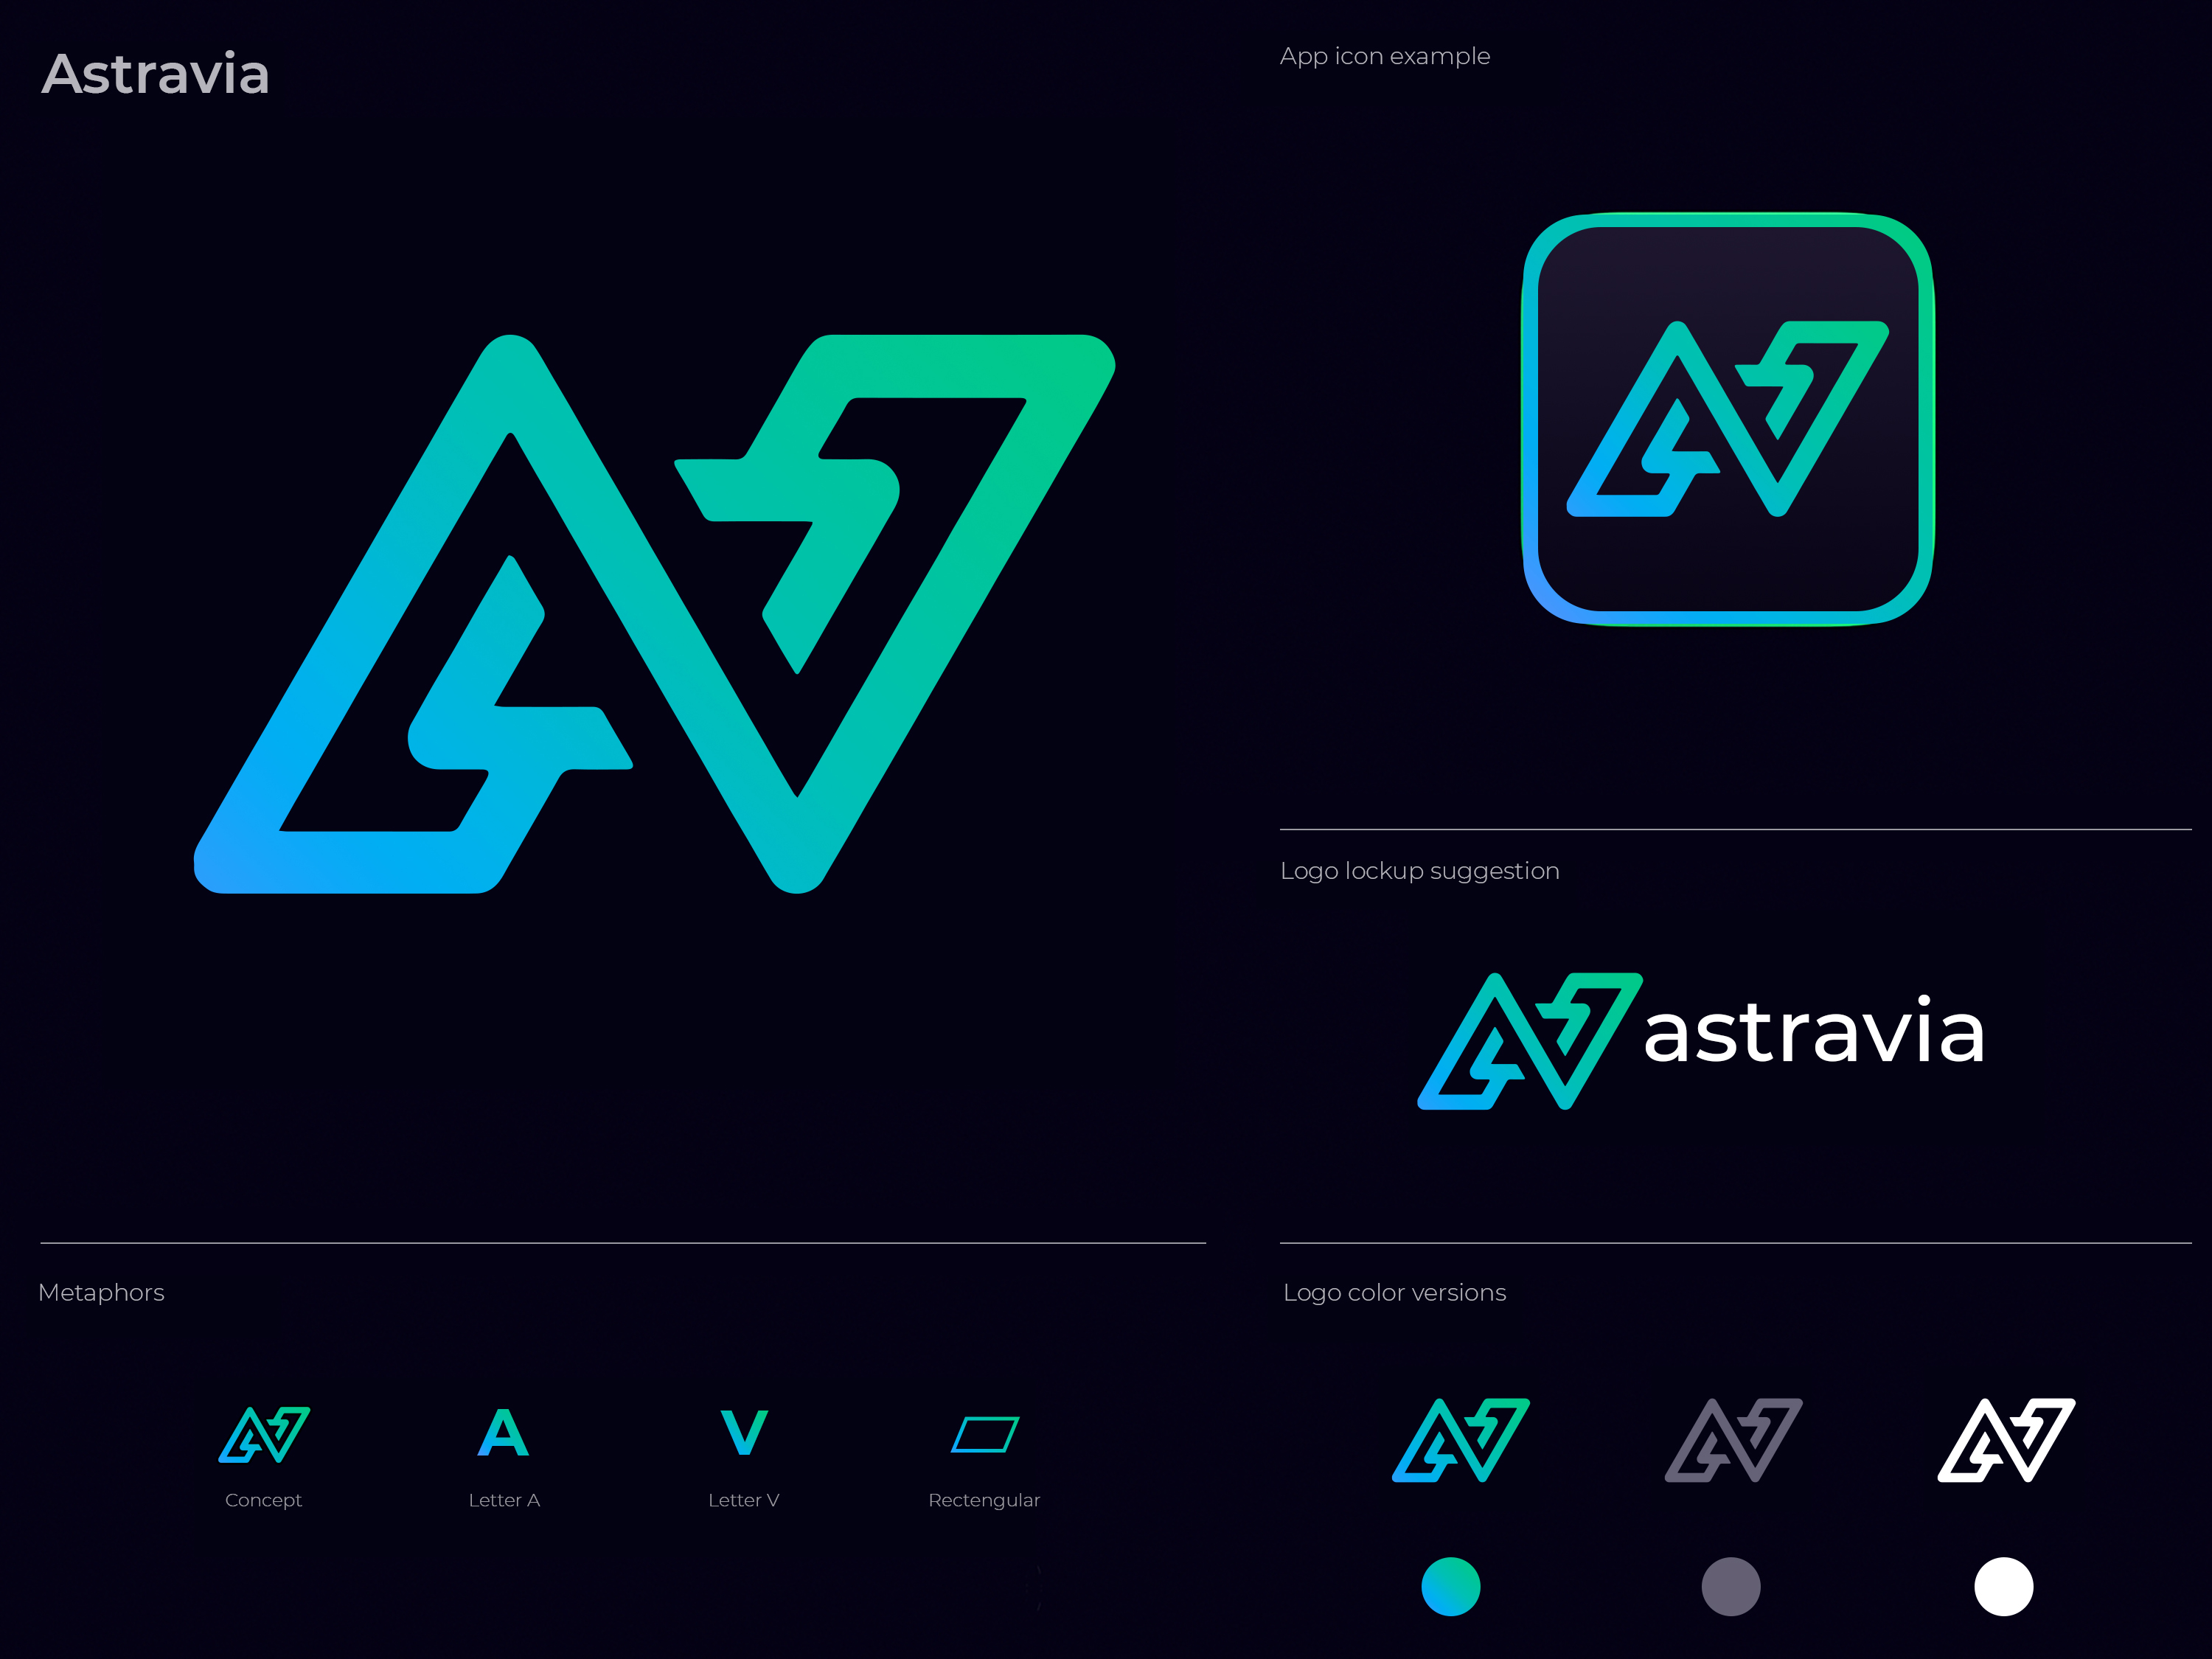 Astravia
App icon example
Logo lockup suggestion
astravia
Metaphors
Concept
Letter A
Letter V
Rectengular
A
V
Logo color versions